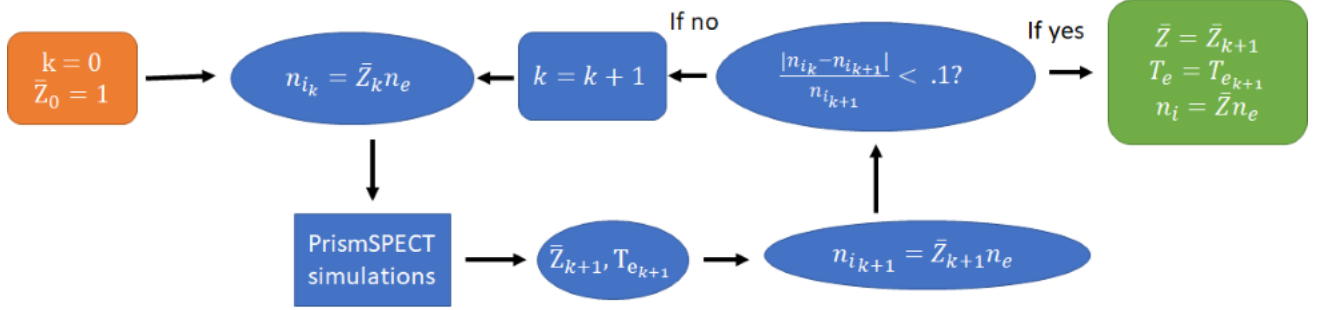 k = 0
Z̄₀ = 1
n_{i_k} = Z̄_k n_e
k = k + 1
If no
|n_{i_k} − n_{i_{k+1}}| / n_{i_{k+1}} < .1?
If yes
Z̄ = Z̄_{k+1}
T_e = T_{e_{k+1}}
n_i = Z̄n_e
PrismSPECT
simulations
Z̄_{k+1}, T_{e_{k+1}}
n_{i_{k+1}} = Z̄_{k+1} n_e